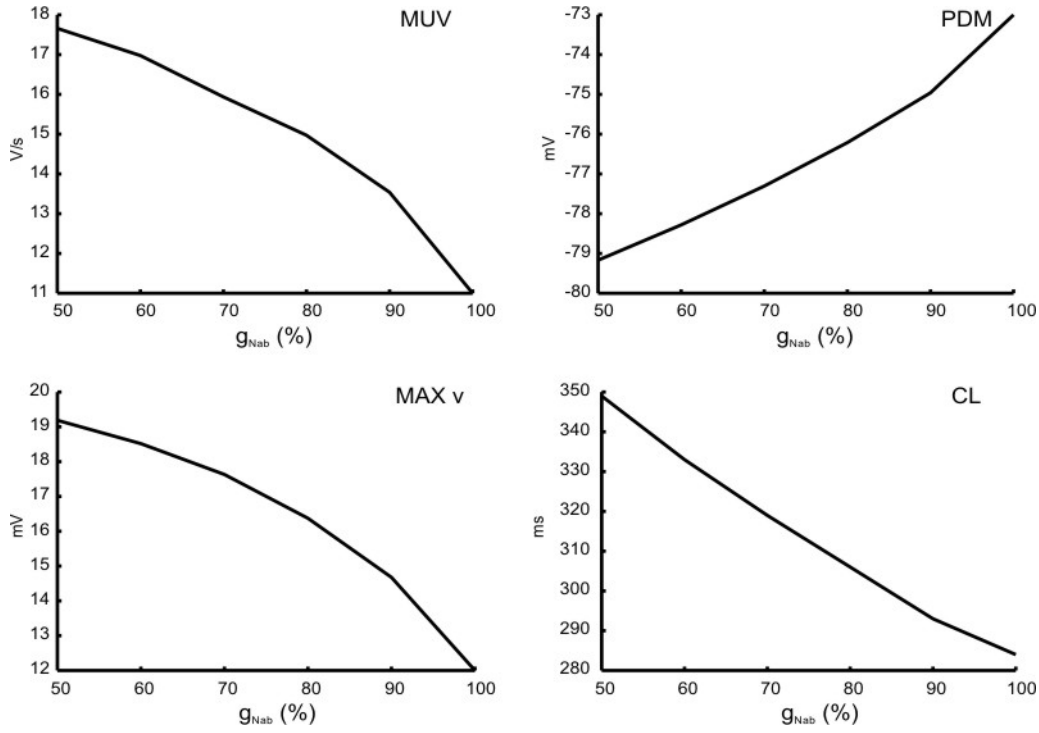 MUV
18
17
16
15
14
13
12
11
V/s
50 60 70 80 90 100
gNab (%)
PDM
-73
-74
-75
-76
-77
-78
-79
-80
mV
50 60 70 80 90 100
gNab (%)
MAX v
20
19
18
17
16
15
14
13
12
mV
50 60 70 80 90 100
gNab (%)
CL
350
340
330
320
310
300
290
280
ms
50 60 70 80 90 100
gNab (%)